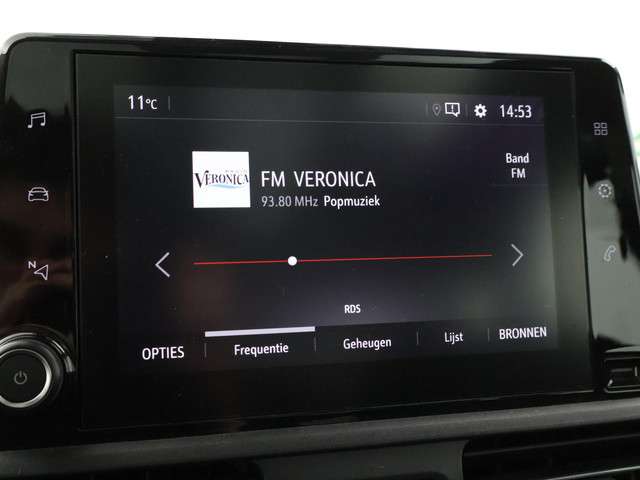 11°C
14:53
VERONICA
FM VERONICA
93.80 MHz Popmuziek
Band
FM
N
RDS
OPTIES
Frequentie
Geheugen
Lijst
BRONNEN